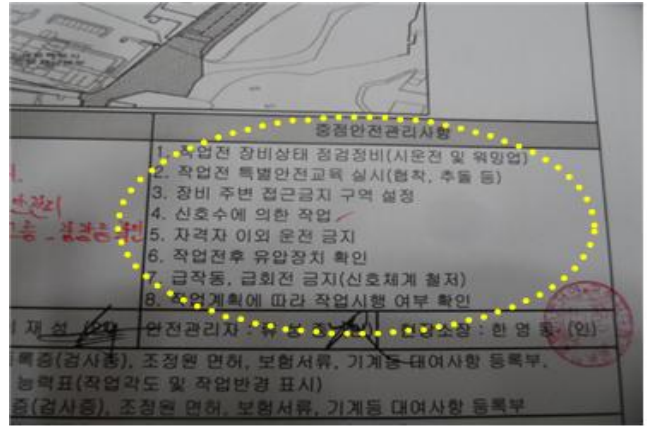 중점안전관리사항
1. 작업전 장비상태 점검정비(시운전 및 워밍업)
2. 작업전 특별안전교육 실시(협착, 추돌 등)
3. 장비 주변 접근금지 구역 설정
4. 신호수에 의한 작업
5. 자격자 이외 운전 금지
6. 작업전후 유압장치 확인
7. 급작동, 급회전 금지(신호체계 철저)
8. 작업계획에 따라 작업시행 여부 확인
재 성 안전관리자 : 유 현장소장 : 한 영 (인)
등록증(검사증), 조정원 면허, 보험서류, 기계등 대여사항 등록부,
능력표(작업각도 및 작업반경 표시)
증(검사증), 조정원 면허, 보험서류, 기계등 대여사항 등록부